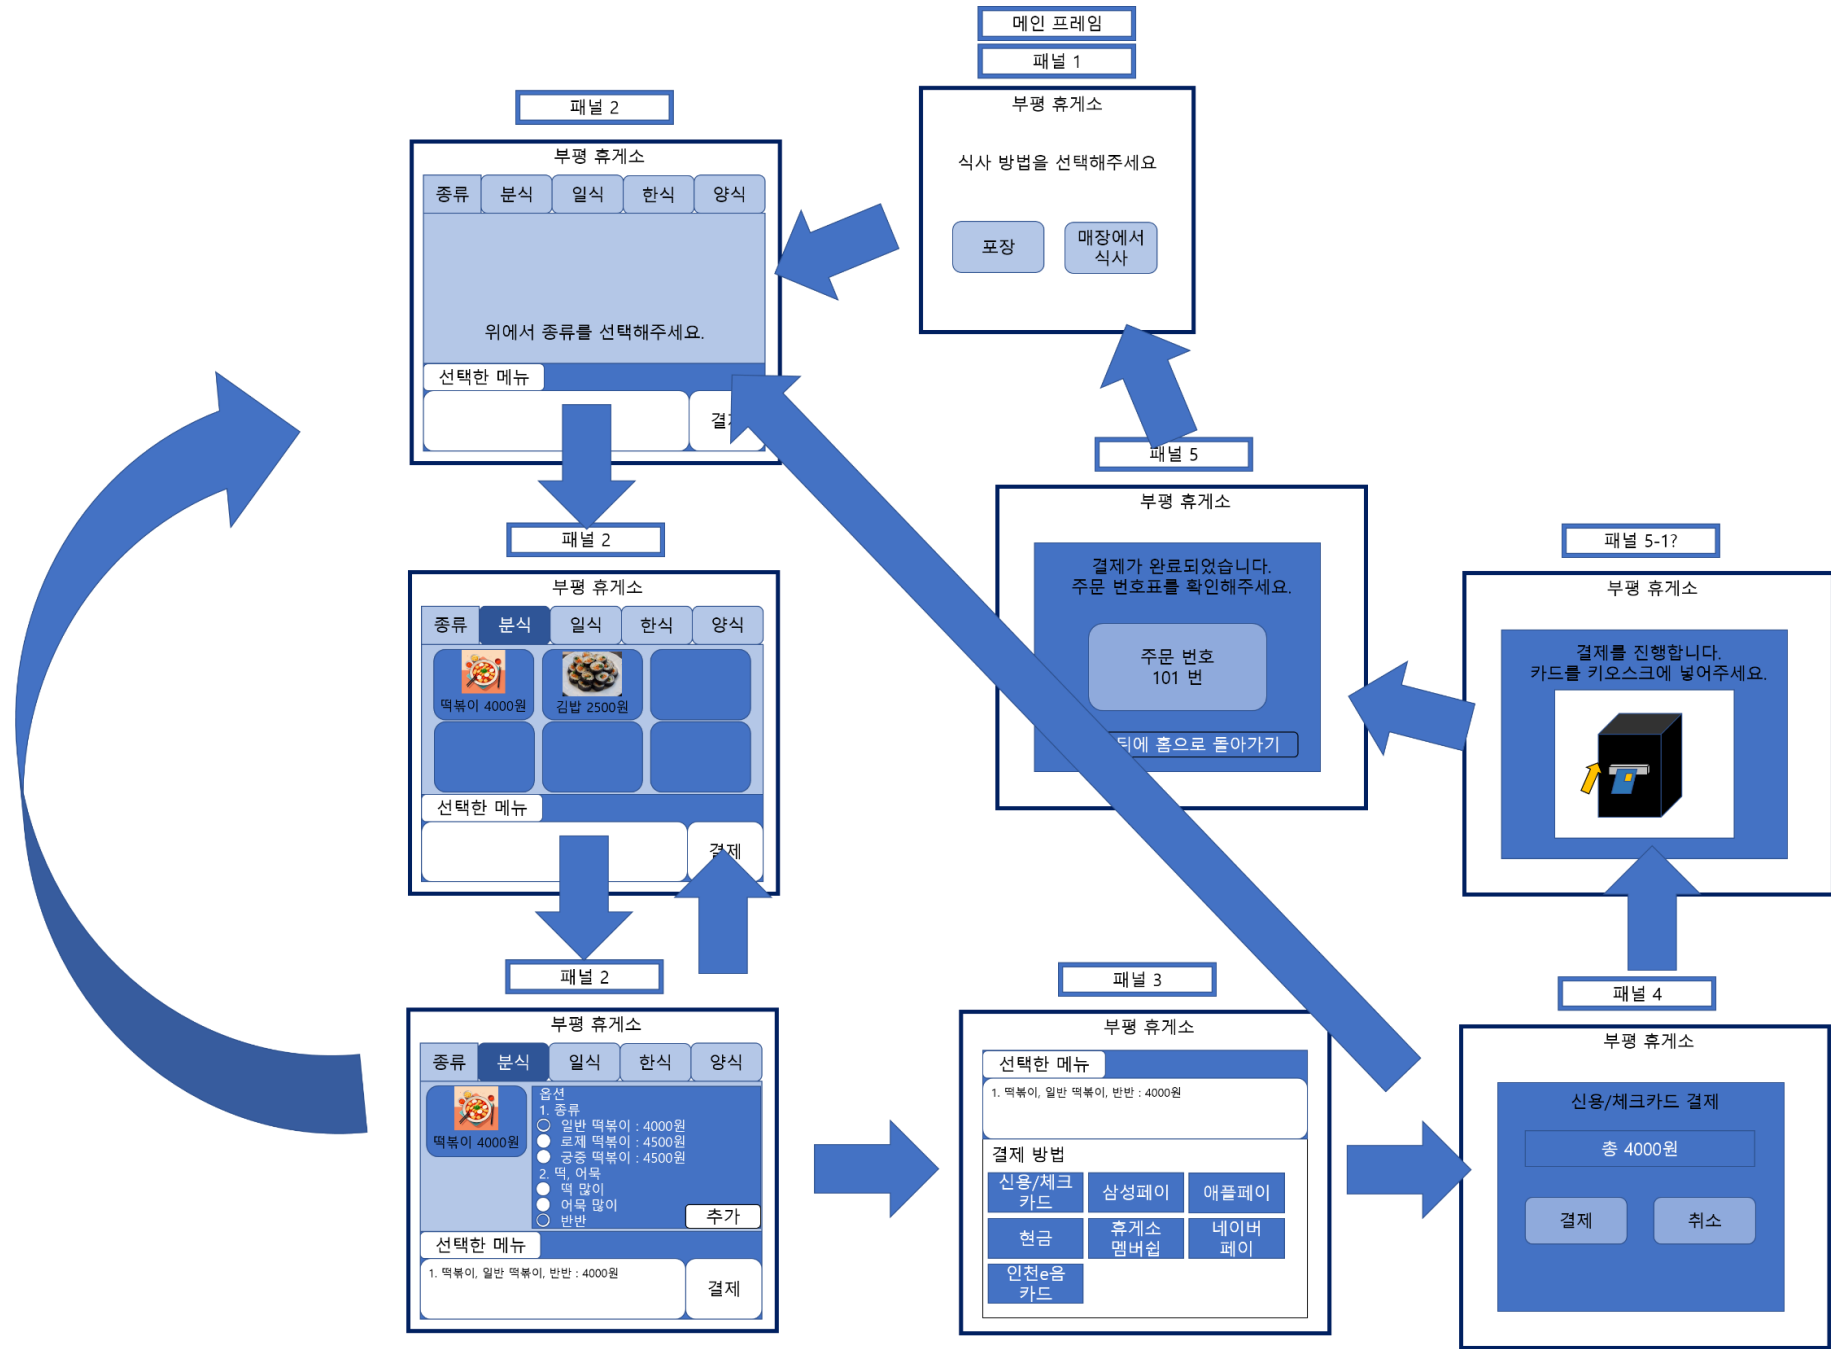 메인 프레임
패널 1
부평 휴게소
식사 방법을 선택해주세요
포장
매장에서
식사
패널 2
부평 휴게소
종류 분식 일식 한식 양식
위에서 종류를 선택해주세요.
선택한 메뉴
패널 2
부평 휴게소
종류 분식 일식 한식 양식
떡볶이 4000원
김밥 2500원
선택한 메뉴
결제
패널 2
부평 휴게소
종류 분식 일식 한식 양식
떡볶이 4000원
옵션
1. 종류
일반 떡볶이 : 4000원
로제 떡볶이 : 4500원
궁중 떡볶이 : 4500원
2. 떡, 어묵
떡 많이
어묵 많이
반반
추가
선택한 메뉴
1. 떡볶이, 일반 떡볶이, 반반 : 4000원
결제
패널 3
부평 휴게소
선택한 메뉴
1. 떡볶이, 일반 떡볶이, 반반 : 4000원
결제 방법
신용/체크
카드
삼성페이
애플페이
현금
휴게소
멤버쉽
네이버
페이
인천e음
카드
패널 4
부평 휴게소
신용/체크카드 결제
총 4000원
결제
취소
패널 5-1?
부평 휴게소
결제를 진행합니다.
카드를 키오스크에 넣어주세요.
패널 5
부평 휴게소
결제가 완료되었습니다.
주문 번호표를 확인해주세요.
주문 번호
101 번
뒤에 홈으로 돌아가기